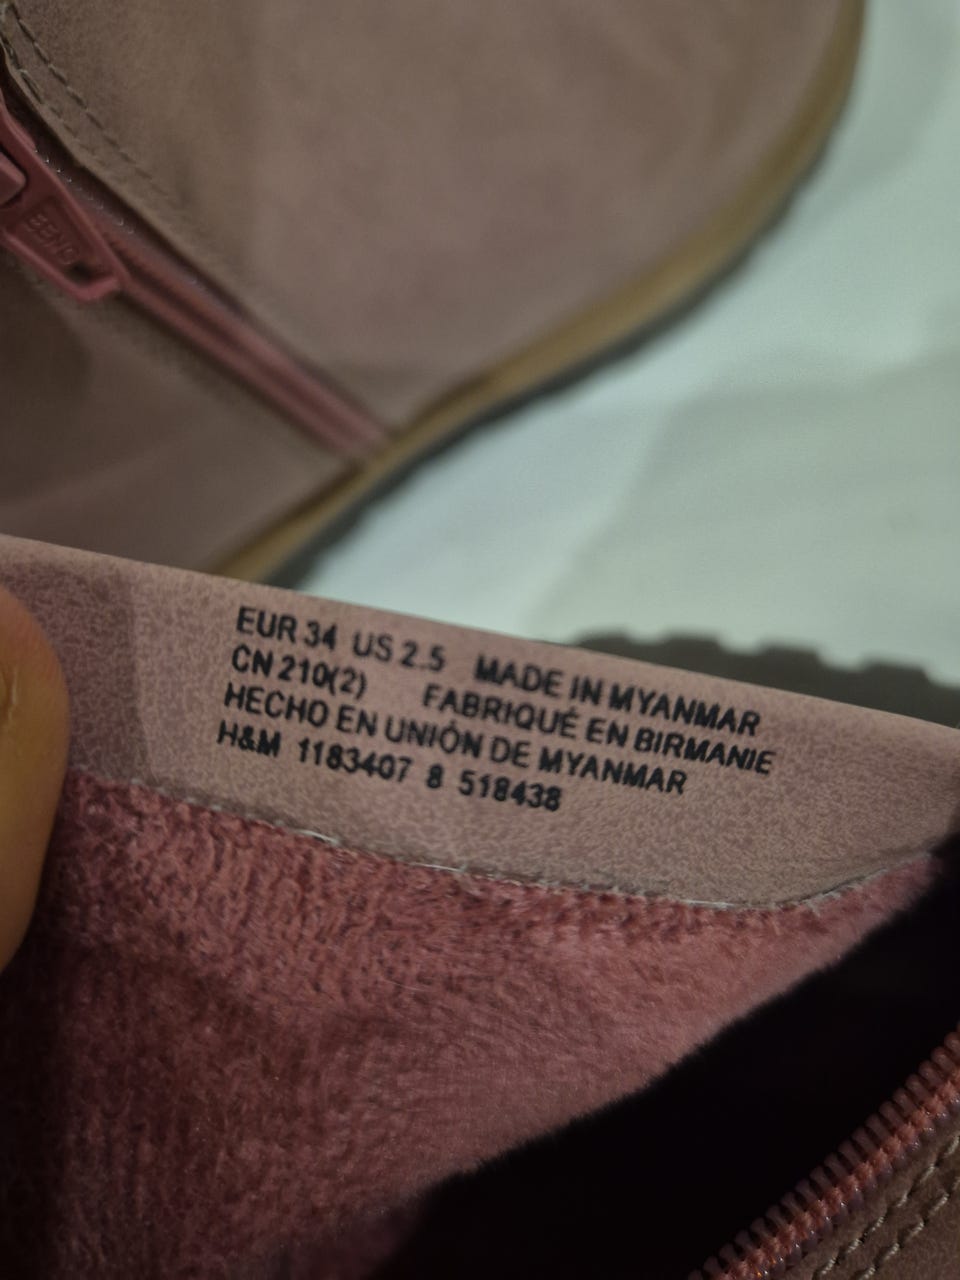 EUR 34 US 2.5 MADE IN MYANMAR
CN 210(2) FABRIQUÉ EN BIRMANIE
HECHO EN UNIÓN DE MYANMAR
H&M 1183407 8 518438